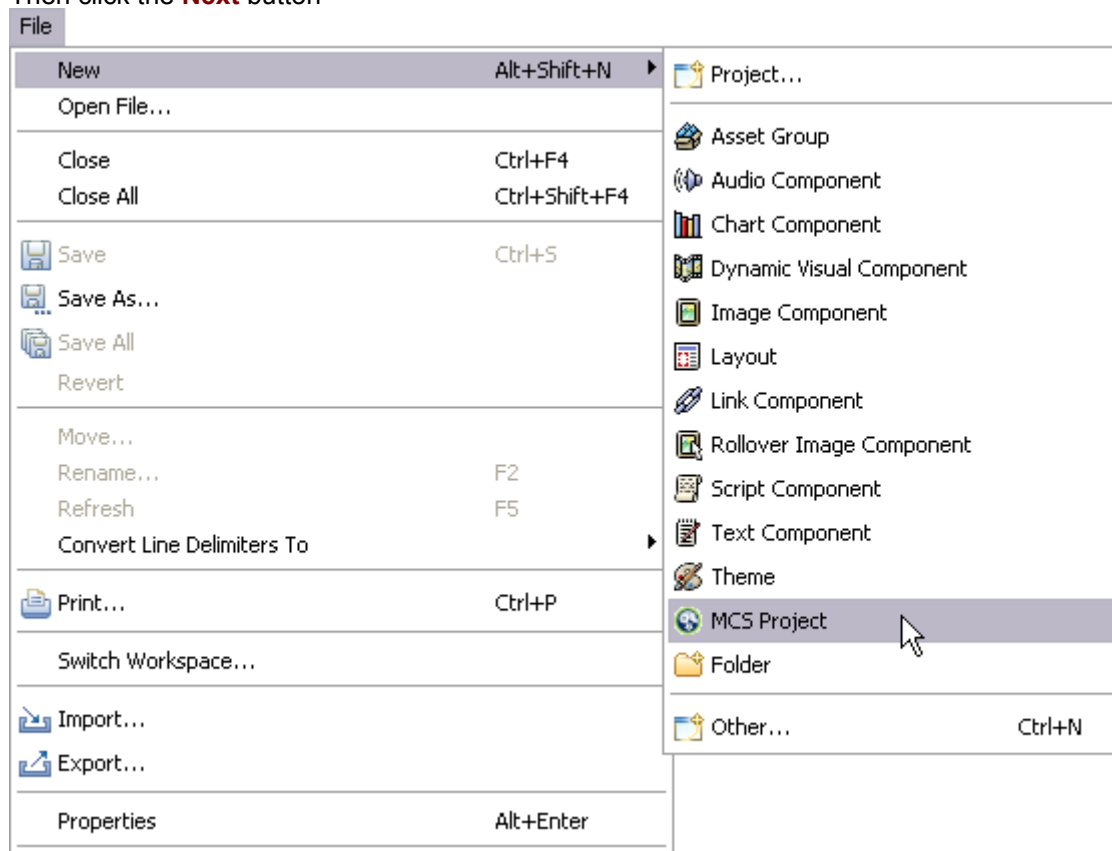 Then click the Next button
File
New Alt+Shift+N
Open File...
Close Ctrl+F4
Close All Ctrl+Shift+F4
Save Ctrl+S
Save As...
Save All
Revert
Move...
Rename... F2
Refresh F5
Convert Line Delimiters To
Print... Ctrl+P
Switch Workspace...
Import...
Export...
Properties Alt+Enter
Project...
Asset Group
Audio Component
Chart Component
Dynamic Visual Component
Image Component
Layout
Link Component
Rollover Image Component
Script Component
Text Component
Theme
MCS Project
Folder
Other... Ctrl+N